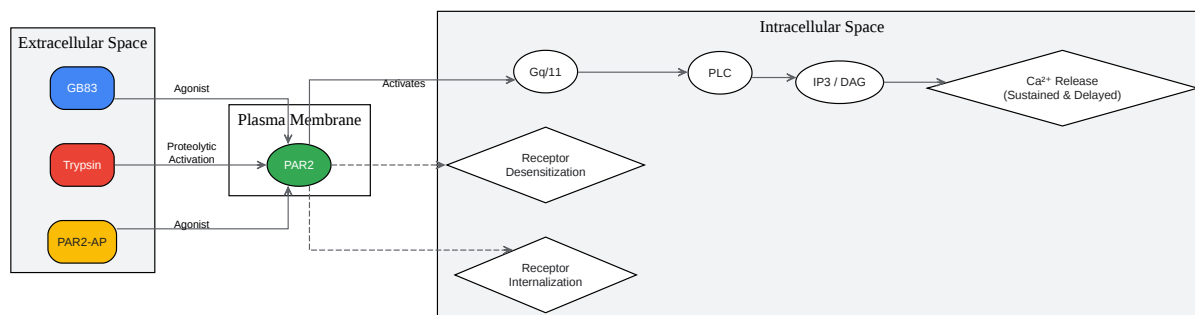 Extracellular Space
GB83
Trypsin
PAR2-AP
Agonist
Proteolytic
Activation
Agonist
Plasma Membrane
PAR2
Activates
Intracellular Space
Gq/11
PLC
IP3 / DAG
Ca²⁺ Release
(Sustained & Delayed)
Receptor
Desensitization
Receptor
Internalization